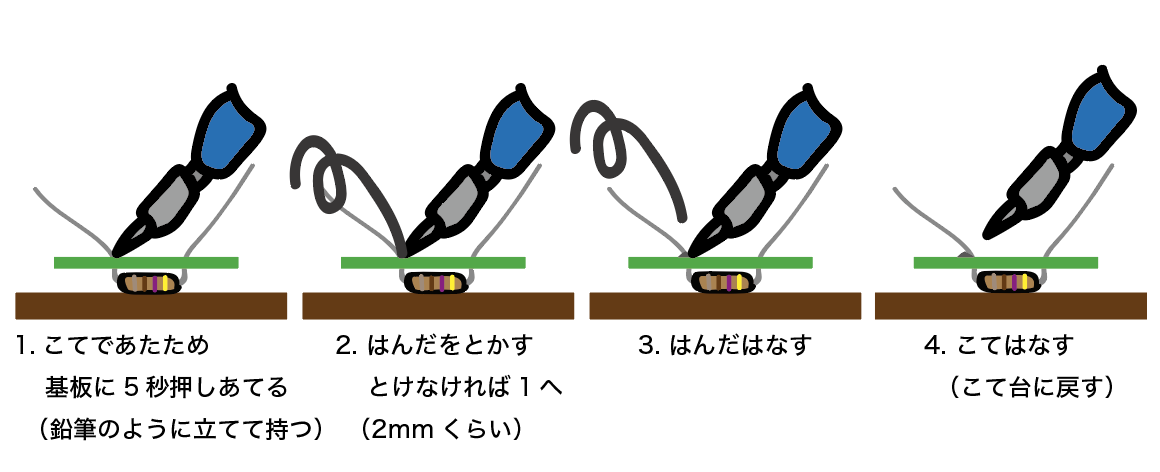 1. こてであたため
基板に 5 秒押しあてる
（鉛筆のように立てて持つ）
2. はんだをとかす
とけなければ 1 へ
（2mm くらい）
3. はんだはなす
4. こてはなす
（こて台に戻す）